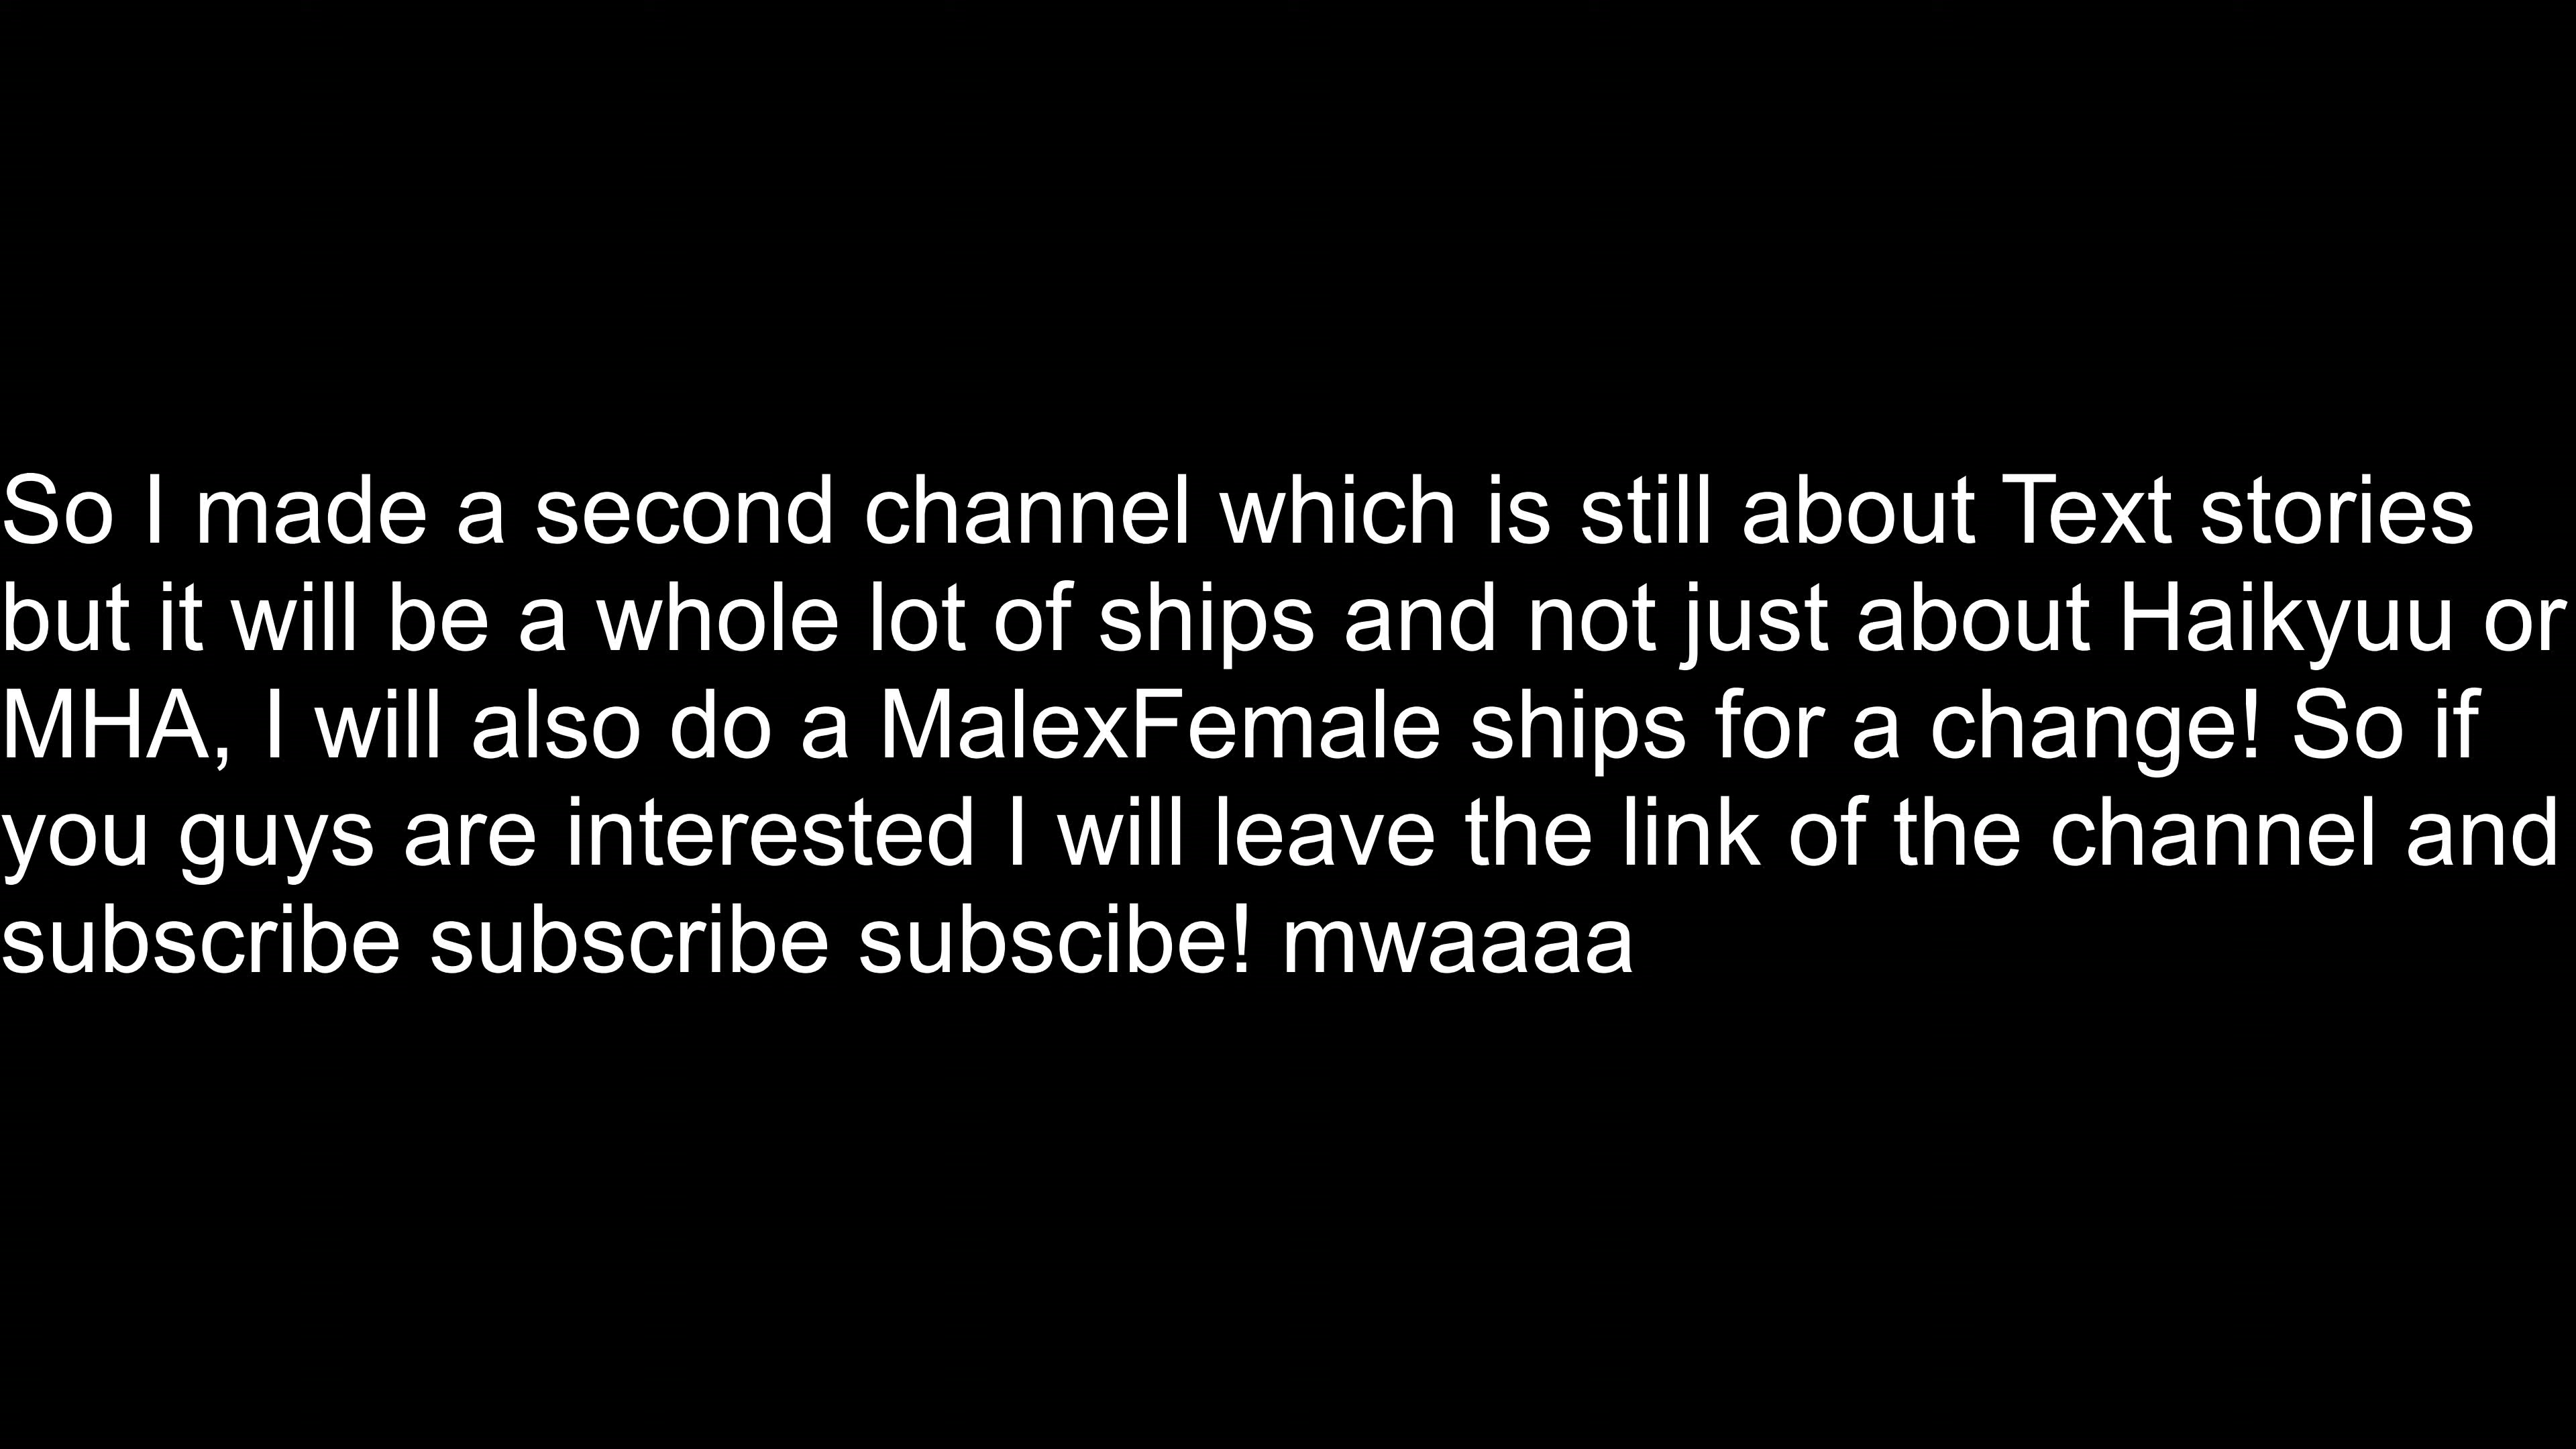 So I made a second channel which is still about Text stories
but it will be a whole lot of ships and not just about Haikyuu or
MHA, I will also do a MalexFemale ships for a change! So if
you guys are interested I will leave the link of the channel and
subscribe subscribe subscibe! mwaaaa